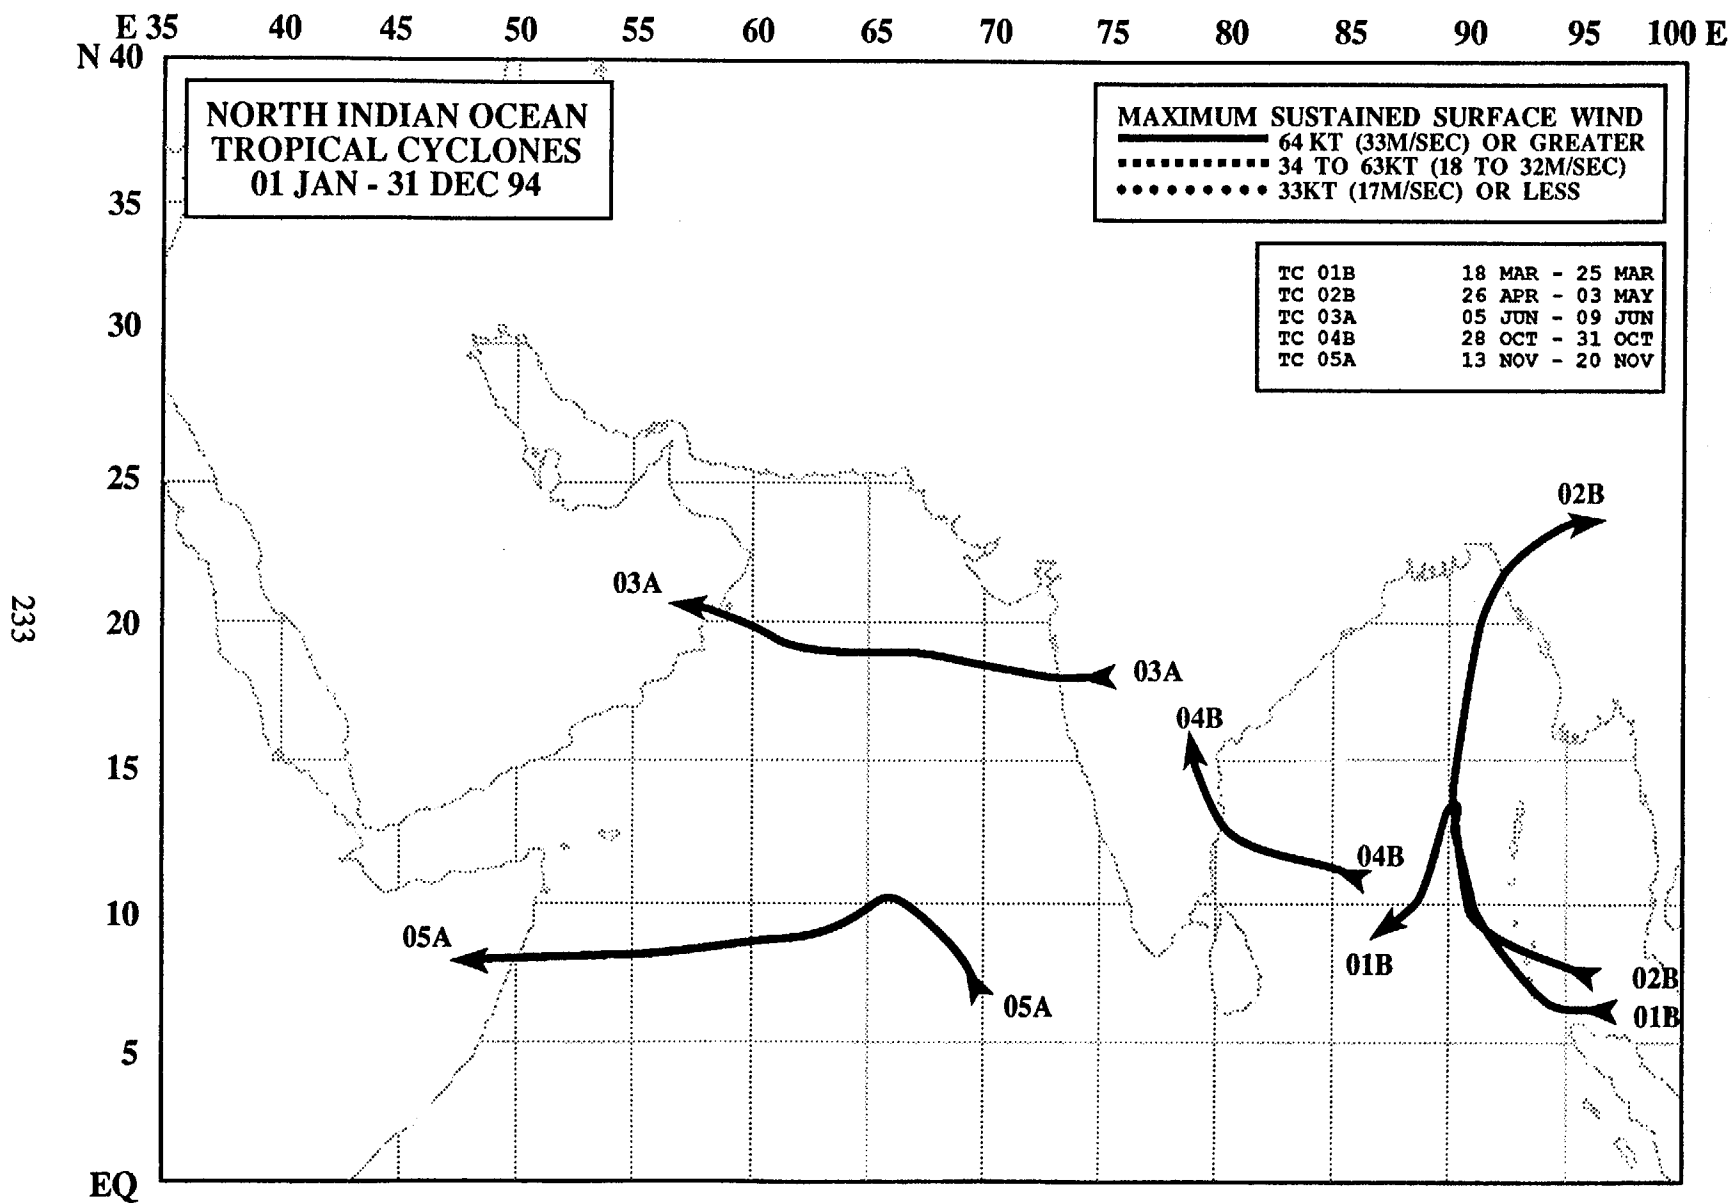 E 35 40 45 50 55 60 65 70 75 80 85 90 95 100 E
N 40
NORTH INDIAN OCEAN
TROPICAL CYCLONES
01 JAN - 31 DEC 94
MAXIMUM SUSTAINED SURFACE WIND
64 KT (33M/SEC) OR GREATER
34 TO 63KT (18 TO 32M/SEC)
33KT (17M/SEC) OR LESS
35
TC 01B 18 MAR - 25 MAR
TC 02B 26 APR - 03 MAY
TC 03A 05 JUN - 09 JUN
TC 04B 28 OCT - 31 OCT
TC 05A 13 NOV - 20 NOV
30
25
02B
03A
233
20
03A
04B
15
04B
10
05A
01B
02B
05A
01B
5
EQ